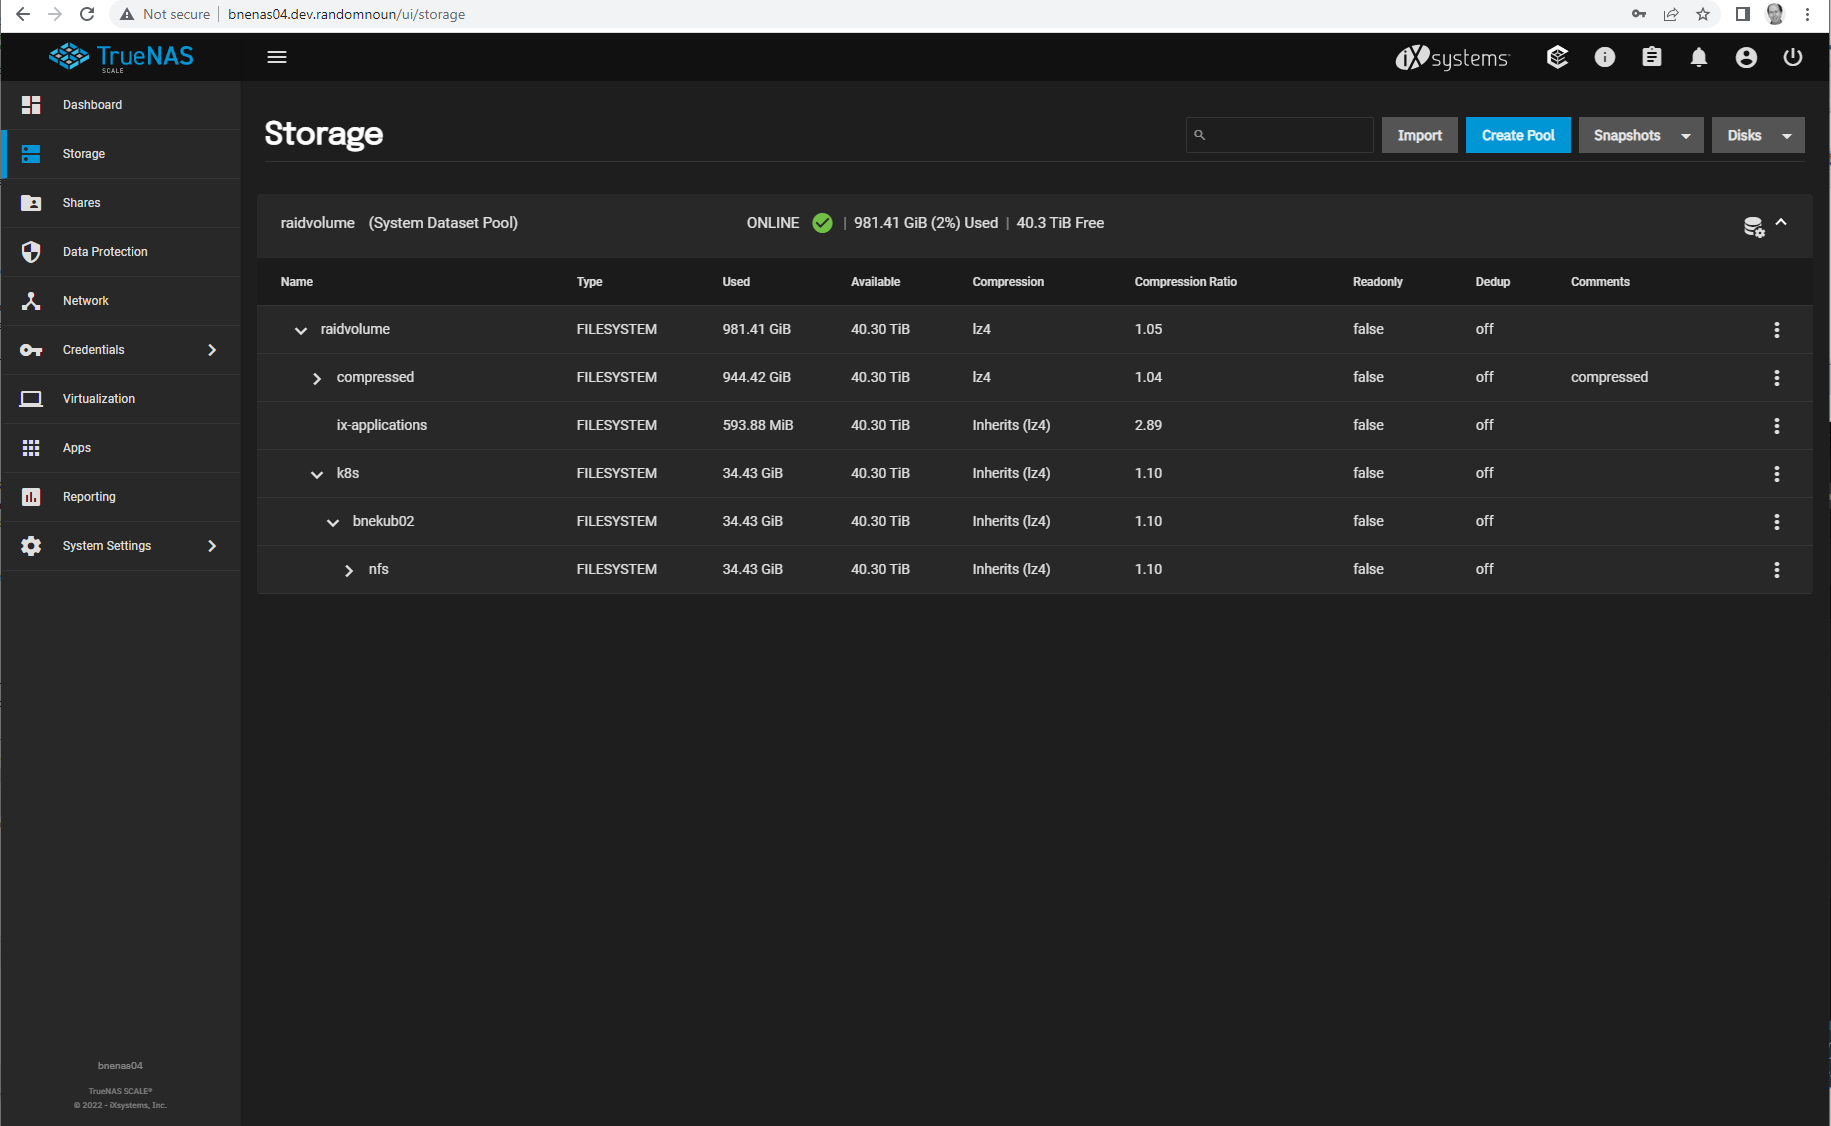 Not secure | bnenas04.dev.randomnoun/ui/storage
TrueNAS
SCALE
iXsystems
Dashboard
Storage
Shares
Data Protection
Network
Credentials
Virtualization
Apps
Reporting
System Settings
bnenas04
TrueNAS SCALE®
© 2022 - iXsystems, Inc.
Storage
Import
Create Pool
Snapshots
Disks
raidvolume (System Dataset Pool) ONLINE | 981.41 GiB (2%) Used | 40.3 TiB Free
Name Type Used Available Compression Compression Ratio Readonly Dedup Comments
raidvolume FILESYSTEM 981.41 GiB 40.30 TiB lz4 1.05 false off
compressed FILESYSTEM 944.42 GiB 40.30 TiB lz4 1.04 false off compressed
ix-applications FILESYSTEM 593.88 MiB 40.30 TiB Inherits (lz4) 2.89 false off
k8s FILESYSTEM 34.43 GiB 40.30 TiB Inherits (lz4) 1.10 false off
bnekub02 FILESYSTEM 34.43 GiB 40.30 TiB Inherits (lz4) 1.10 false off
nfs FILESYSTEM 34.43 GiB 40.30 TiB Inherits (lz4) 1.10 false off